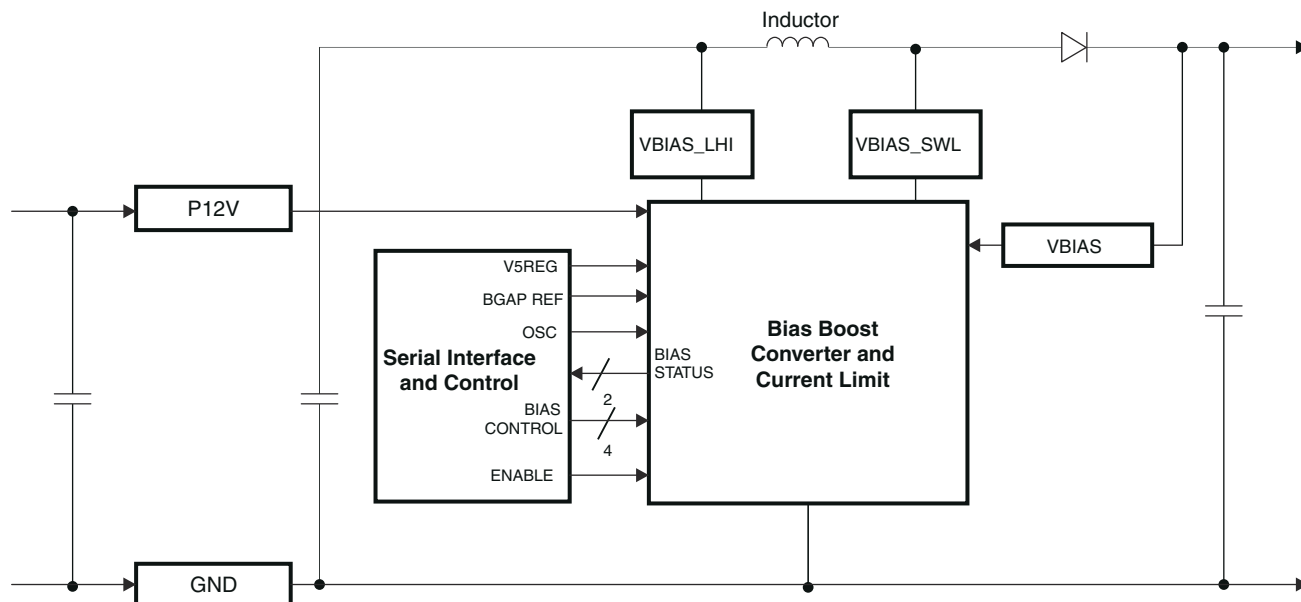 Inductor
VBIAS_LHI
VBIAS_SWL
P12V
VBIAS
V5REG
BGAP REF
OSC
Serial Interface
and Control
BIAS
STATUS
2
BIAS
CONTROL
4
ENABLE
Bias Boost
Converter and
Current Limit
GND